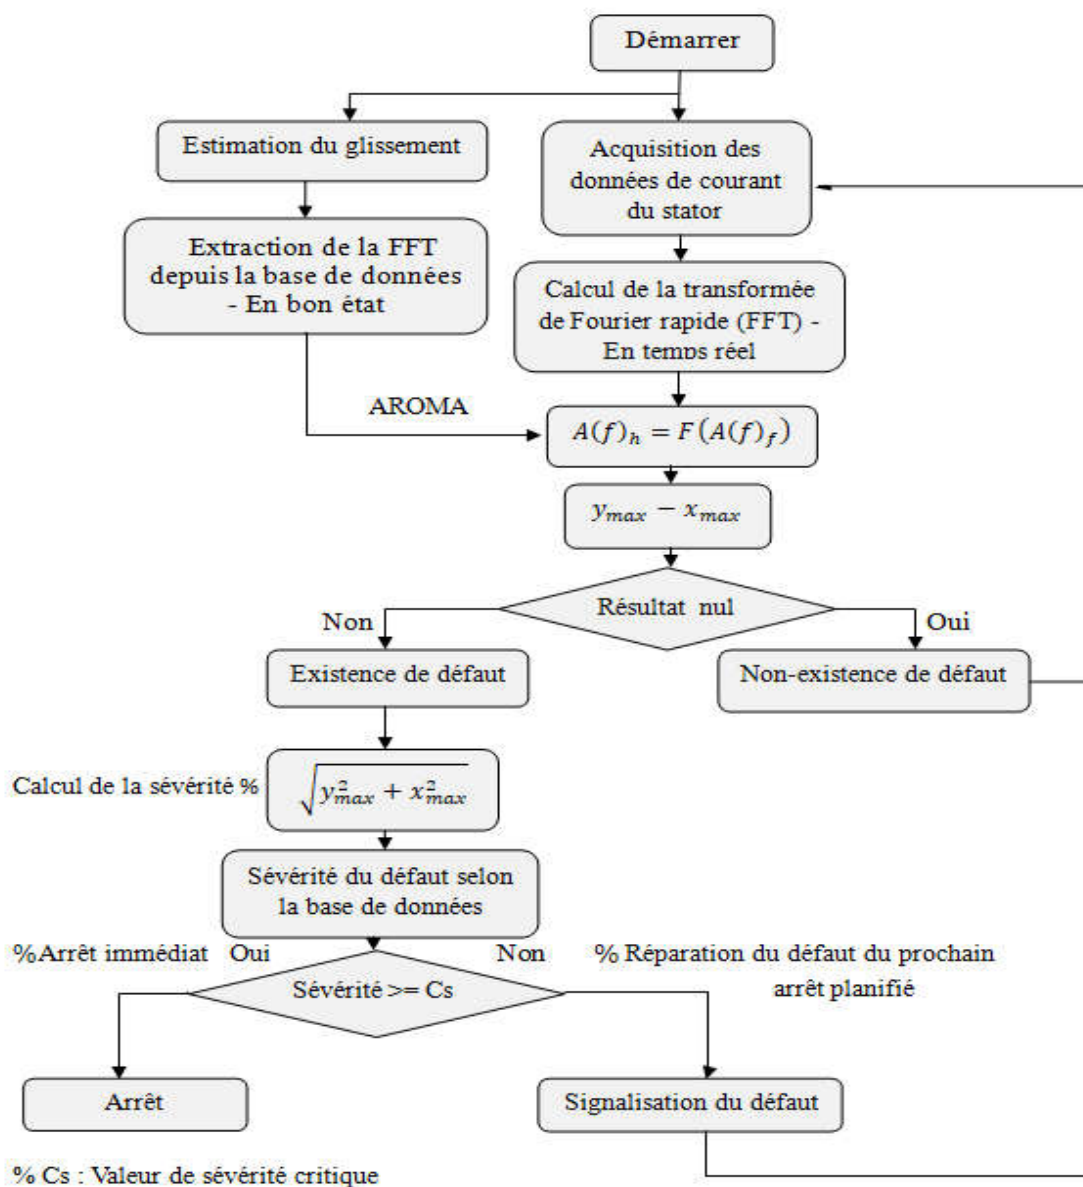 Démarrer
Estimation du glissement
Acquisition des
données de courant
du stator
Extraction de la FFT
depuis la base de données
- En bon état
Calcul de la transformée
de Fourier rapide (FFT) -
En temps réel
AROMA
A(f)ₕ = F(A(f)_f)
y_max − x_max
Résultat nul
Non
Oui
Existence de défaut
Non-existence de défaut
Calcul de la sévérité %
√(y²_max + x²_max)
Sévérité du défaut selon
la base de données
%Arrêt immédiat Oui
Non
% Réparation du défaut du prochain
arrêt planifié
Sévérité >= Cs
Arrêt
Signalisation du défaut
% Cs : Valeur de sévérité critique